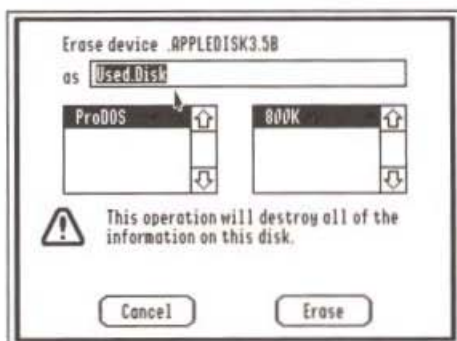 Erase device .APPLEDISK3.5B
as Used.Disk
ProDOS 800K
This operation will destroy all of the
information on this disk.
Cancel Erase